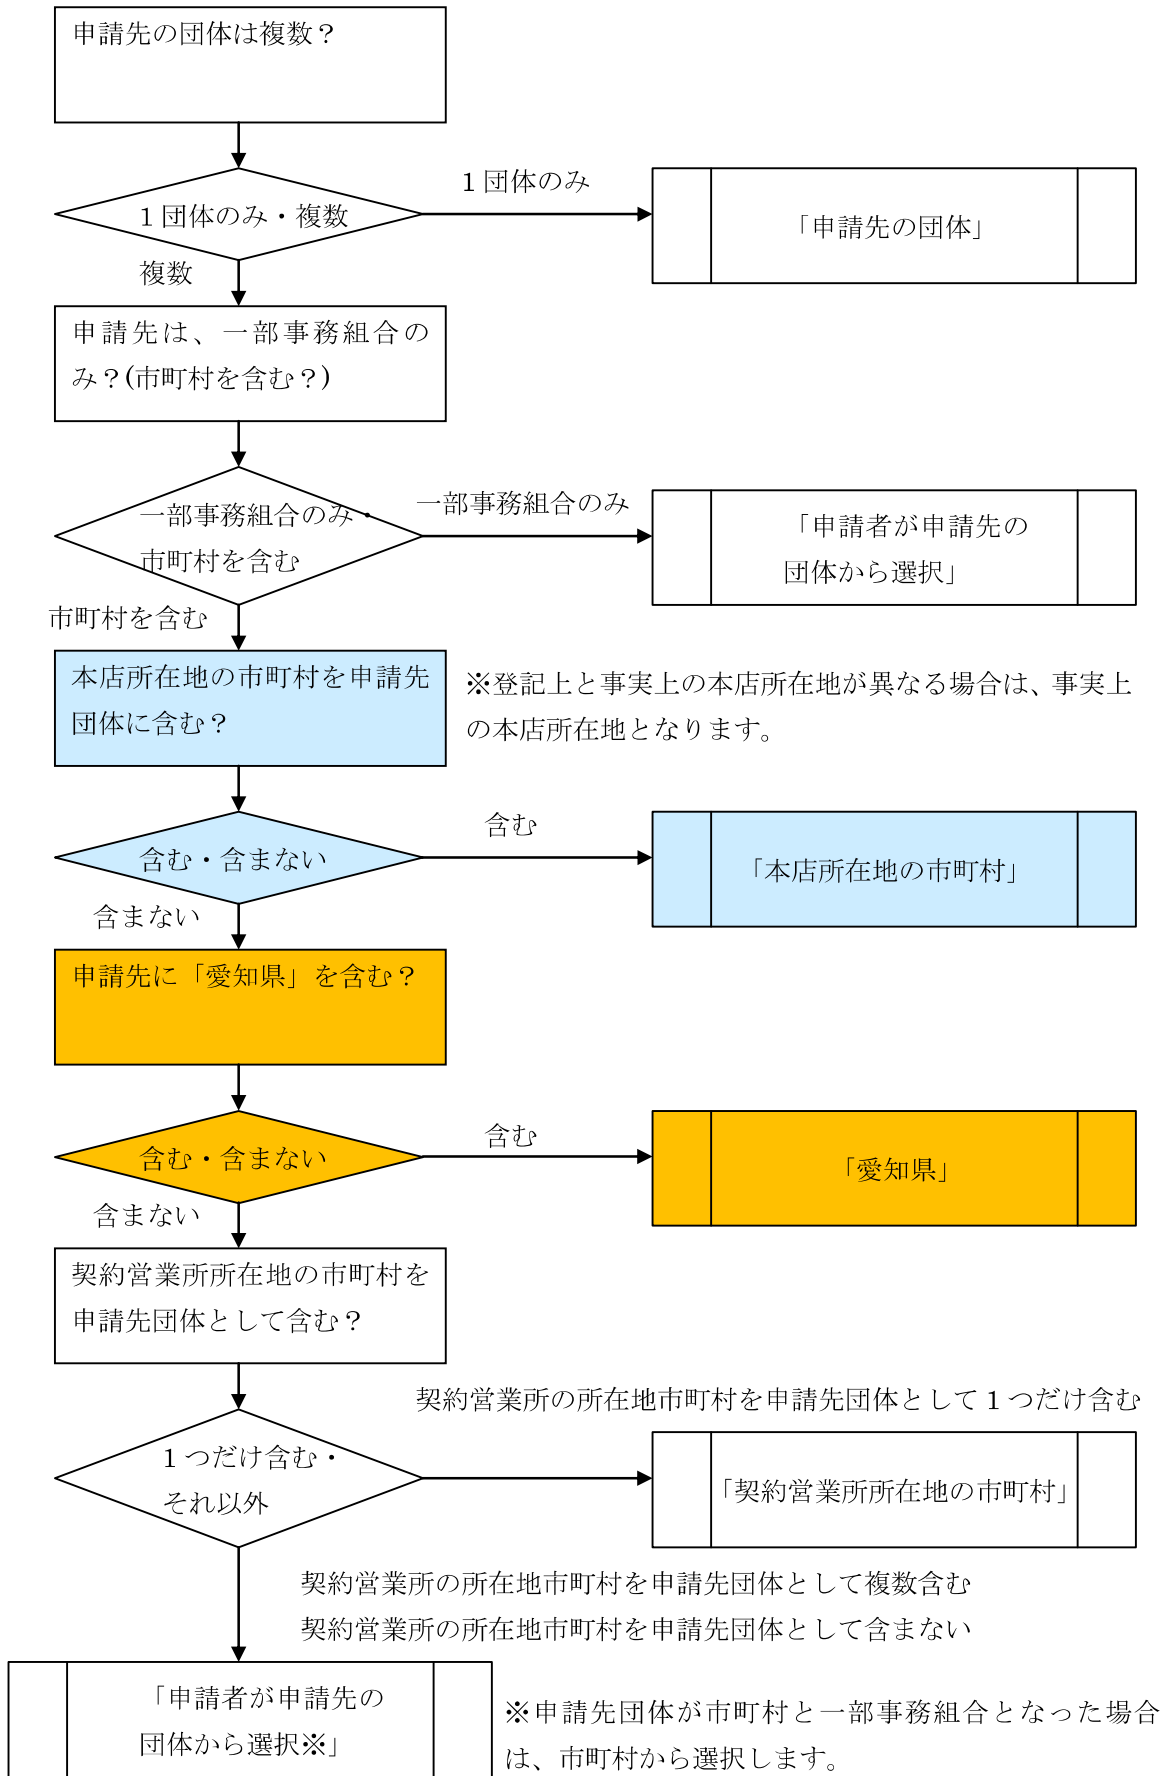 申請先の団体は複数？
1団体のみ・複数
1団体のみ
「申請先の団体」
複数
申請先は、一部事務組合の
み？(市町村を含む？)
一部事務組合のみ・
市町村を含む
一部事務組合のみ
「申請者が申請先の
団体から選択」
市町村を含む
本店所在地の市町村を申請先
団体に含む？
※登記上と事実上の本店所在地が異なる場合は、事実上
の本店所在地となります。
含む・含まない
含む
「本店所在地の市町村」
含まない
申請先に「愛知県」を含む？
含む・含まない
含む
「愛知県」
含まない
契約営業所所在地の市町村を
申請先団体として含む？
契約営業所の所在地市町村を申請先団体として1つだけ含む
1つだけ含む・
それ以外
「契約営業所所在地の市町村」
契約営業所の所在地市町村を申請先団体として複数含む
契約営業所の所在地市町村を申請先団体として含まない
「申請者が申請先の
団体から選択※」
※申請先団体が市町村と一部事務組合となった場合
は、市町村から選択します。